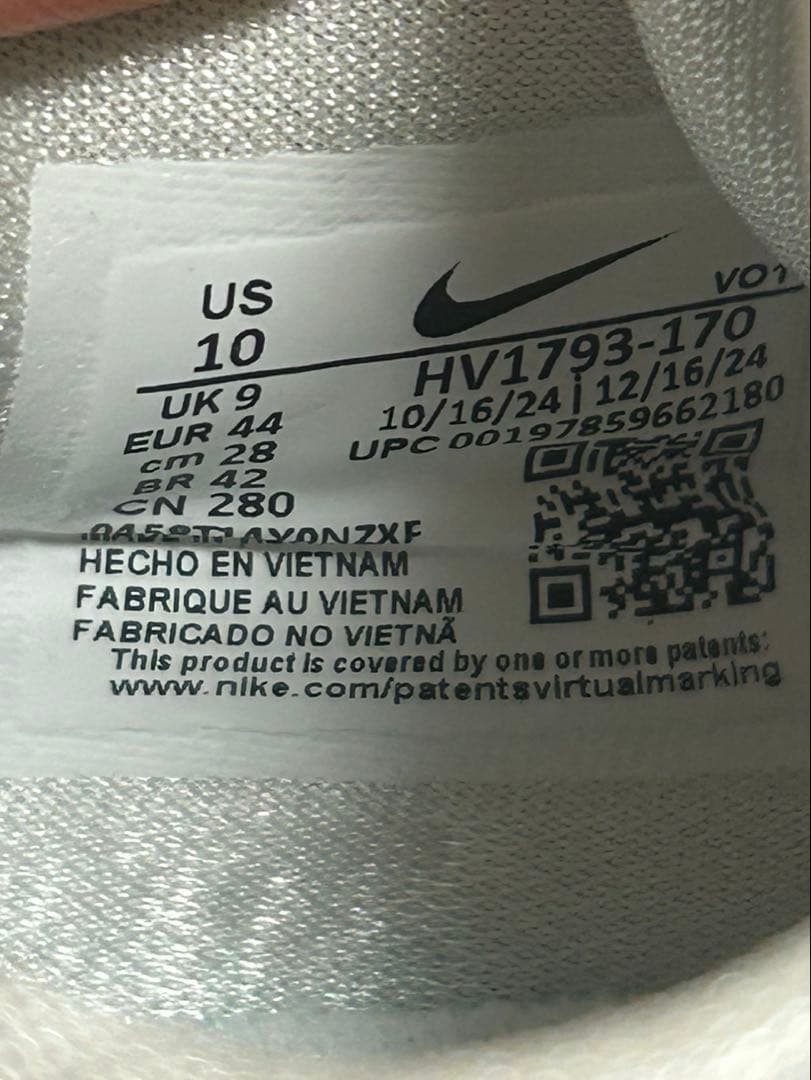 US
10
UK 9
EUR 44
cm 28
BR 42
CN 280
HV1793-170
10/16/24 | 12/16/24
UPC 00197859662180
HECHO EN VIETNAM
FABRIQUE AU VIETNAM
FABRICADO NO VIETNÃ
This product is covered by one or more patents:
www.nike.com/patentsvirtualmarking